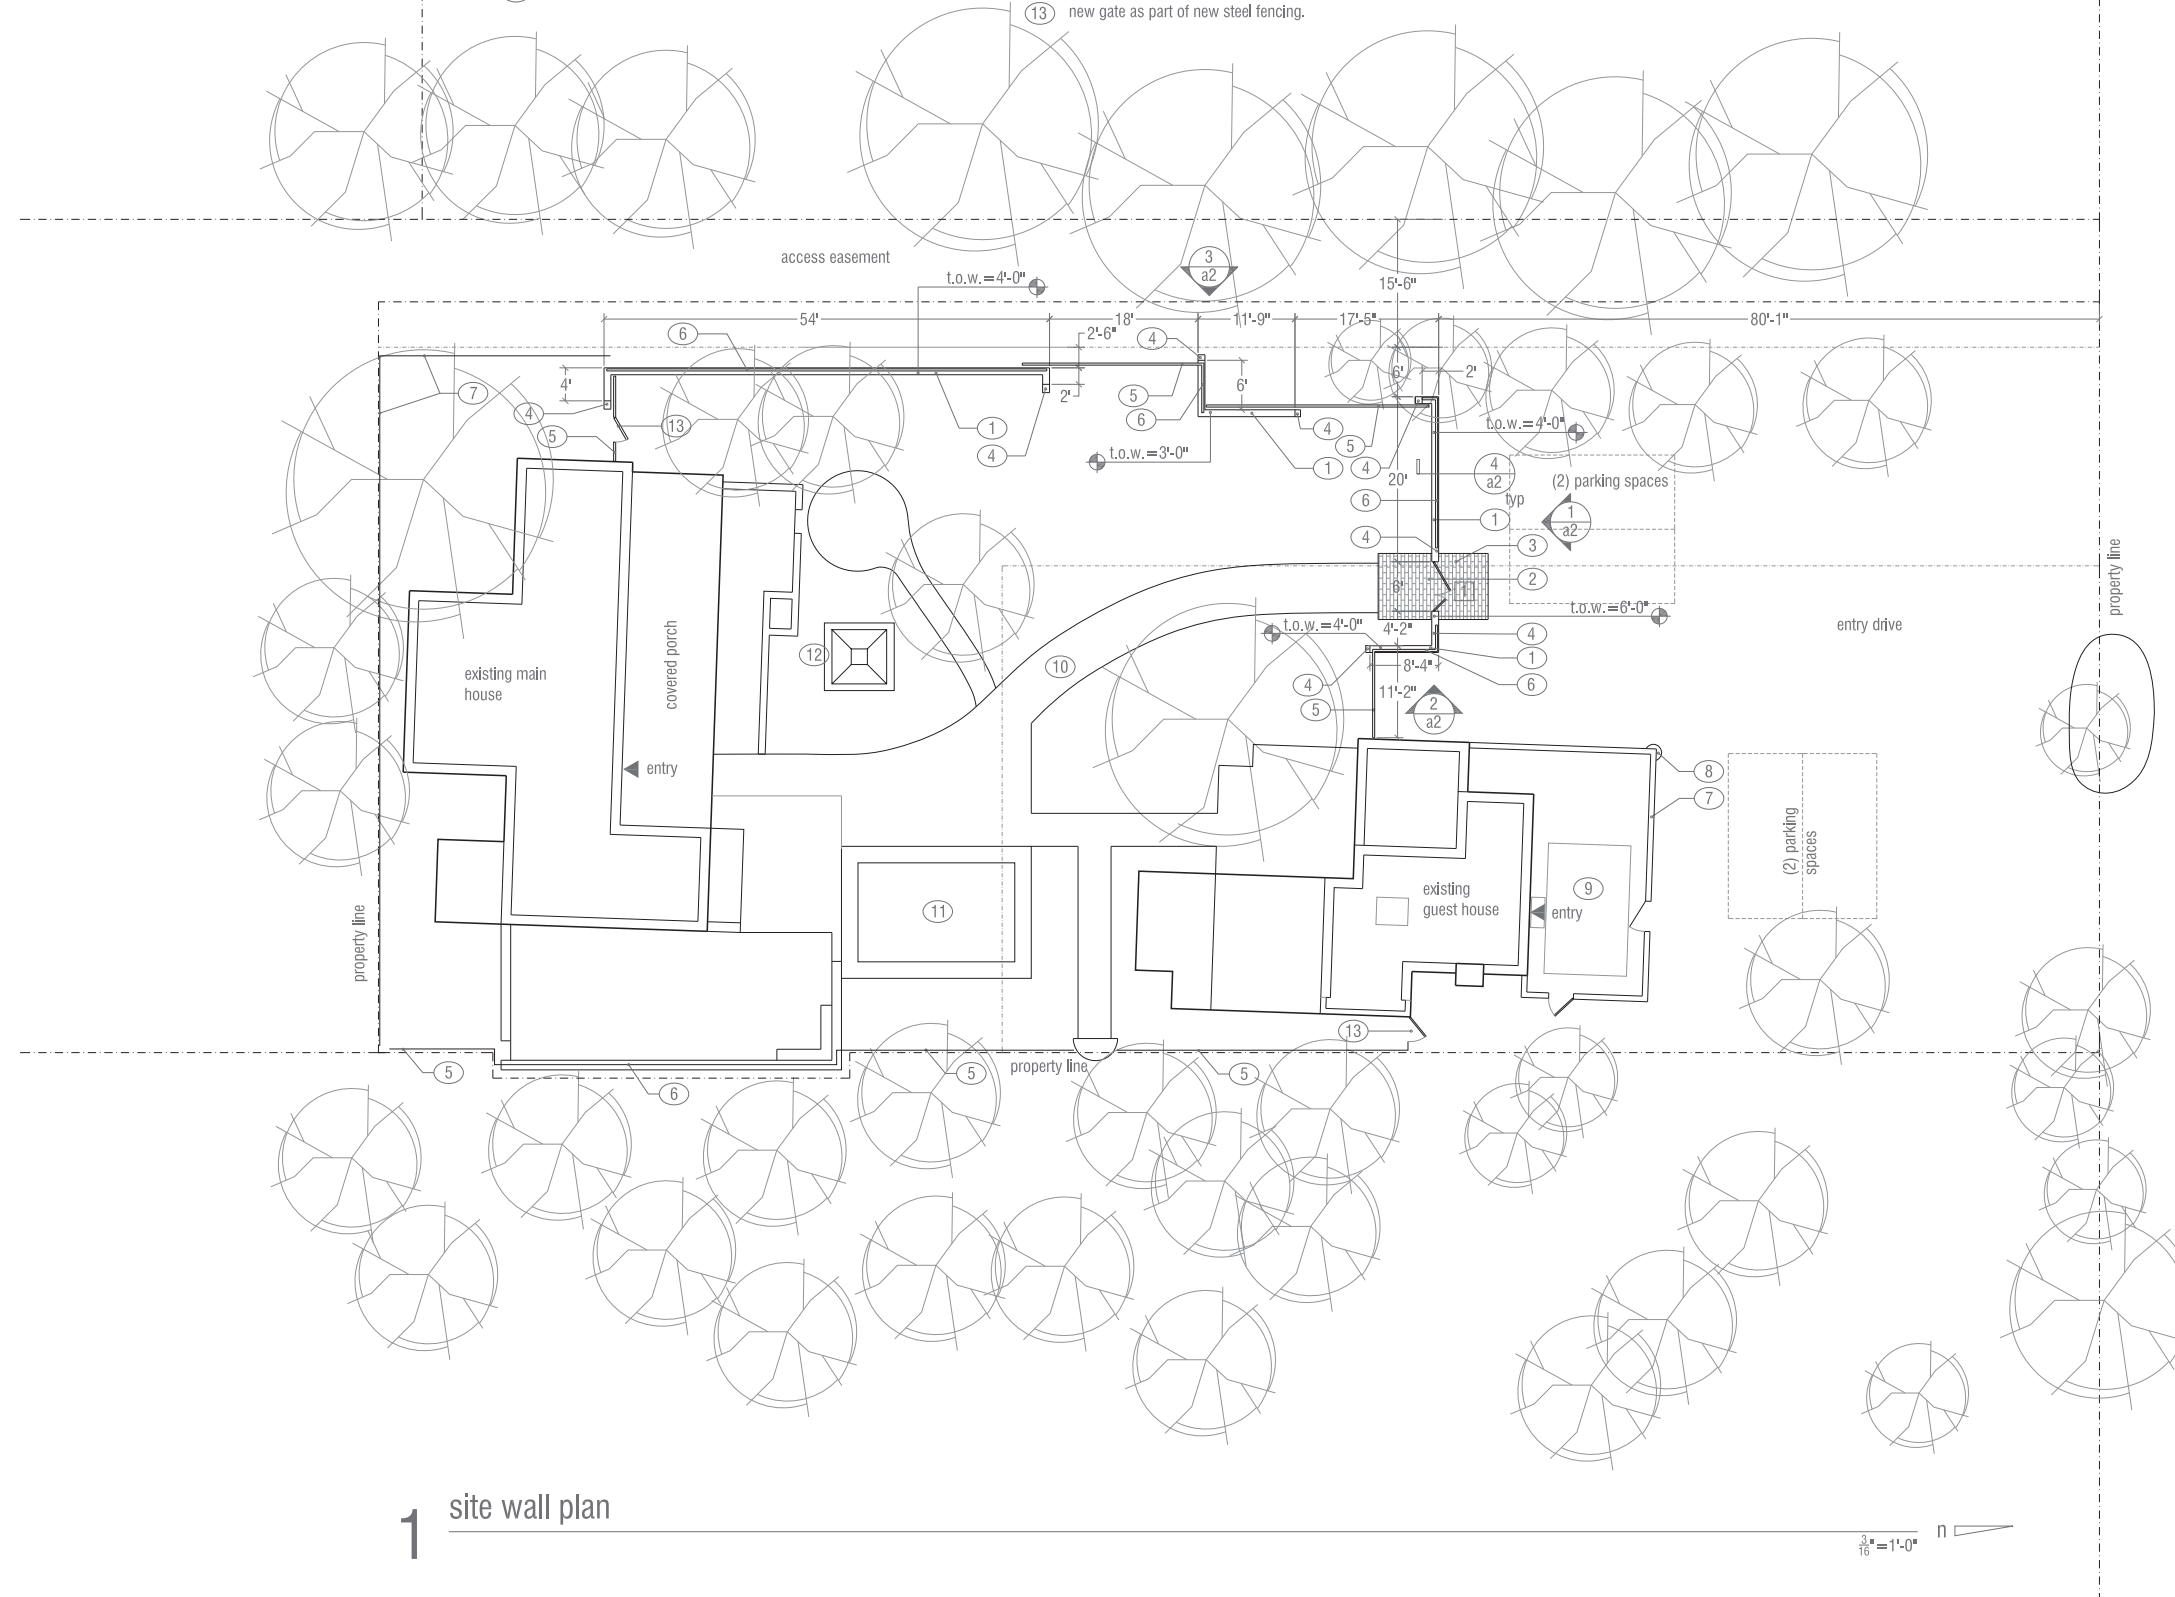 13 new gate as part of new steel fencing.
access easement
3
a2
t.o.w.=4'-0"
15'-6"
54'
18'
11'-9"
17'-5"
80'-1"
6
2'-6"
4
4'
7
2'
5
6'
6'
2'
4
13
1
6
4
t.o.w.=4'-0"
5
5
4
t.o.w.=3'-0"
1
4
20'
4
a2
(2) parking spaces
typ
6
1
1
a2
4
3
property line
2
6'
1
t.o.w.=6'-0"
t.o.w.=4'-0"
4'-2"
4
entry drive
12
10
1
8'-4"
existing main
house
covered porch
4
6
11'-2"
5
2
a2
entry
8
7
(2) parking
spaces
existing
guest house
9
entry
11
property line
13
5
property line
5
5
6
1
site wall plan
n
3/16"=1'-0"